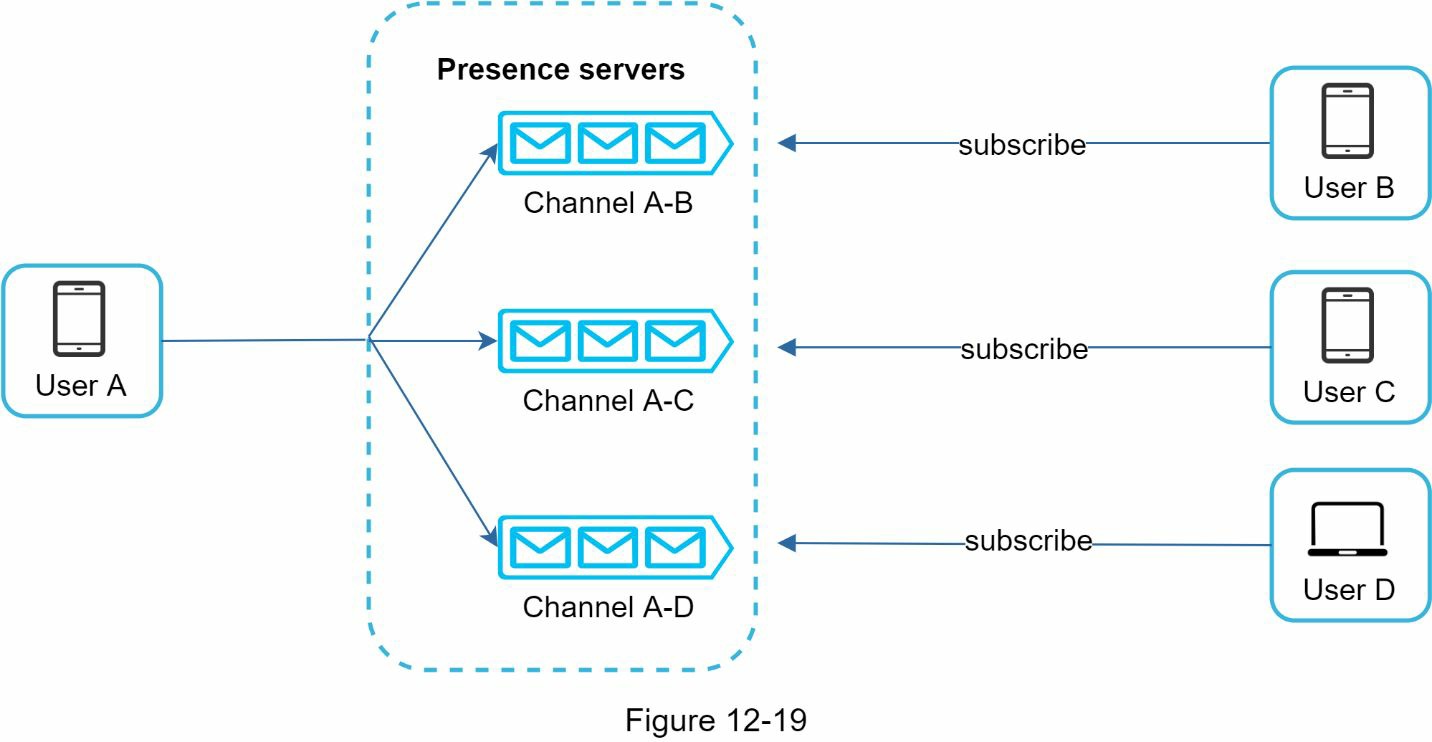 Presence servers
Channel A-B
subscribe
User B
User A
Channel A-C
subscribe
User C
Channel A-D
subscribe
User D
Figure 12-19